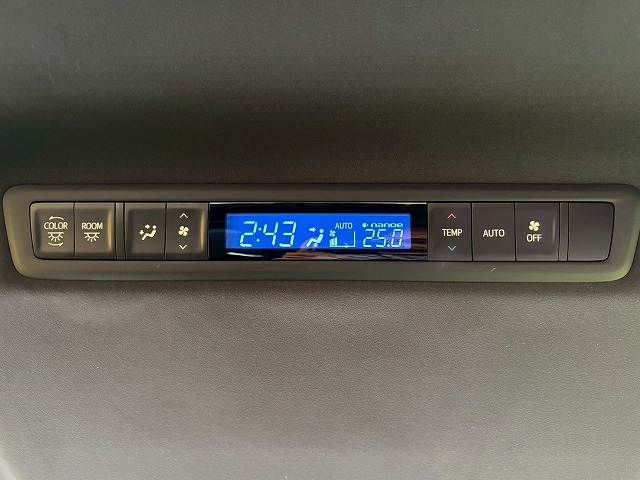 COLOR
ROOM
2:43
AUTO
nanoe
25.0
TEMP
AUTO
OFF